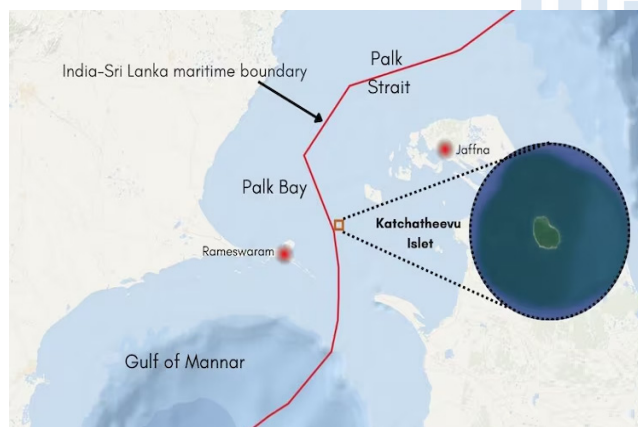 Palk
Strait
India-Sri Lanka maritime boundary
Jaffna
Palk Bay
Katchatheevu
Islet
Rameswaram
Gulf of Mannar